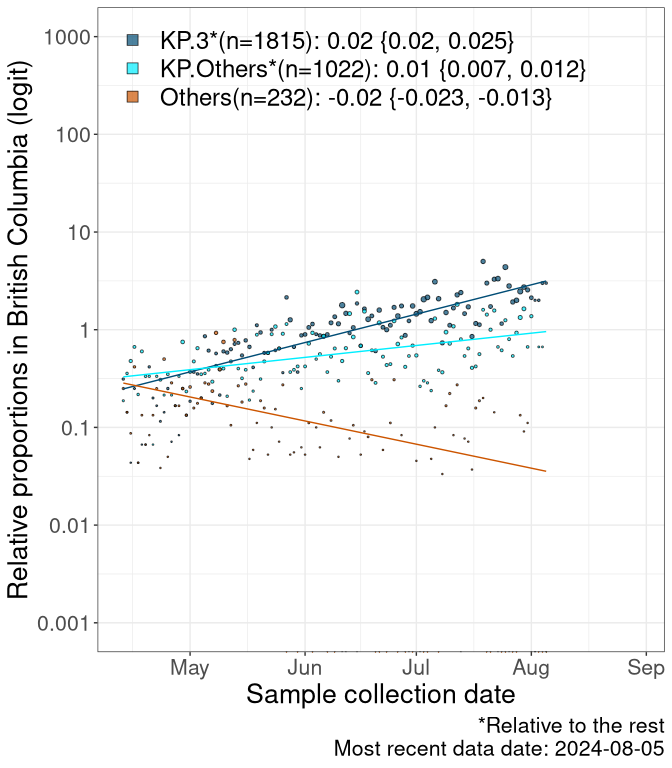 KP.3*(n=1815): 0.02 {0.02, 0.025}
KP.Others*(n=1022): 0.01 {0.007, 0.012}
Others(n=232): -0.02 {-0.023, -0.013}
Relative proportions in British Columbia (logit)
1000
100
10
1
0.1
0.01
0.001
May Jun Jul Aug Sep
Sample collection date
*Relative to the rest
Most recent data date: 2024-08-05